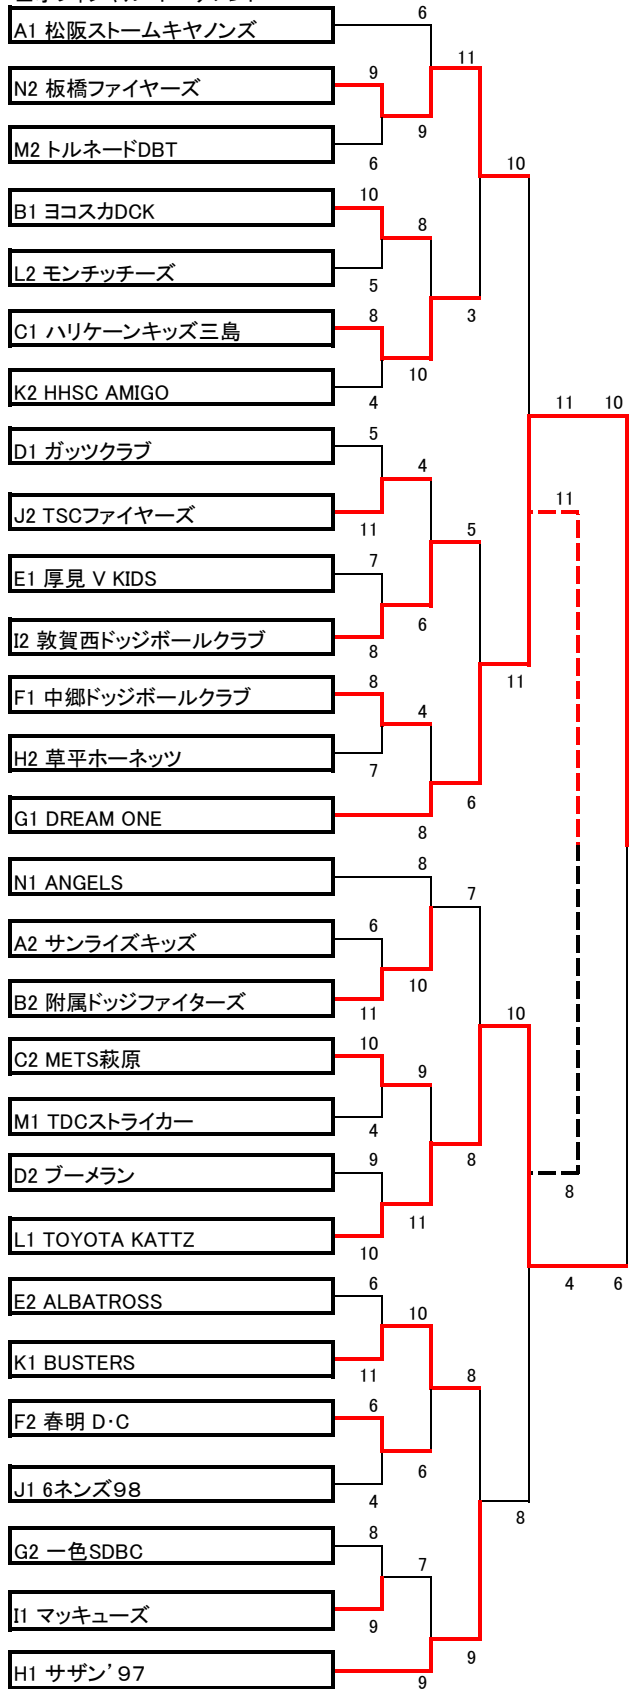 6
A1 松阪ストームキヤノンズ
11
9
N2 板橋ファイヤーズ
9
M2 トルネードDBT
6
10
10
B1 ヨコスカDCK
8
L2 モンチッチーズ
5
8
3
C1 ハリケーンキッズ三島
10
K2 HHSC AMIGO
4
11 10
5
D1 ガッツクラブ
4
11
J2 TSCファイヤーズ
11
5
7
E1 厚見 V KIDS
6
I2 敦賀西ドッジボールクラブ
8
11
8
F1 中郷ドッジボールクラブ
4
H2 草平ホーネッツ
7
6
G1 DREAM ONE
8
8
N1 ANGELS
7
6
A2 サンライズキッズ
10
B2 附属ドッジファイターズ
11
10
10
C2 METS萩原
9
M1 TDCストライカー
4
8
9
D2 ブーメラン
8
11
L1 TOYOTA KATTZ
10
4 6
6
E2 ALBATROSS
10
K1 BUSTERS
11
8
6
F2 春明 D・C
6
J1 6ネンズ98
4
8
8
G2 一色SDBC
7
I1 マッキューズ
9
9
H1 サザン’97
9